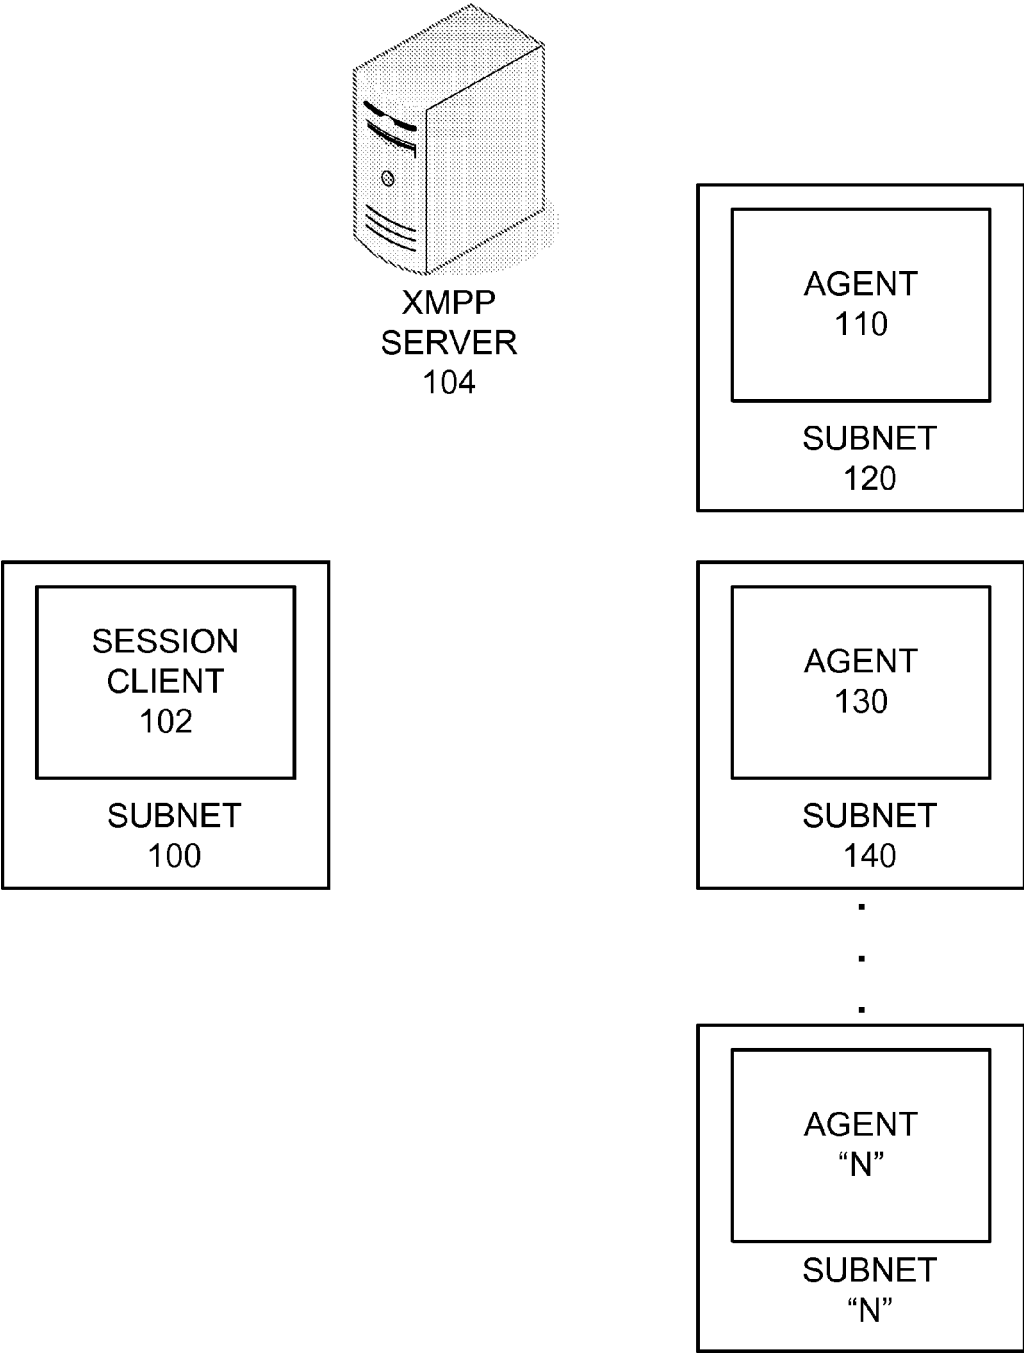 XMPP
SERVER
104
AGENT
110
SUBNET
120
SESSION
CLIENT
102
SUBNET
100
AGENT
130
SUBNET
140
AGENT
“N”
SUBNET
“N”